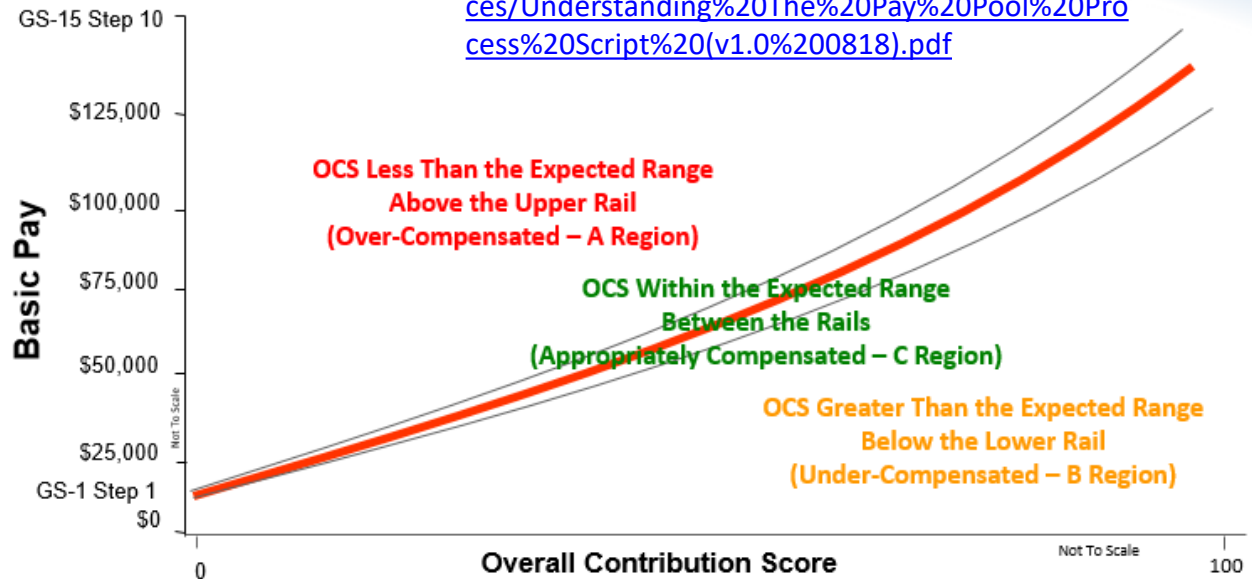 ces/Understanding%20The%20Pay%20Pool%20Pro
cess%20Script%20(v1.0%200818).pdf
GS-15 Step 10
$125,000
$100,000
$75,000
$50,000
$25,000
GS-1 Step 1
$0
Basic Pay
Not To Scale
OCS Less Than the Expected Range
Above the Upper Rail
(Over-Compensated – A Region)
OCS Within the Expected Range
Between the Rails
(Appropriately Compensated – C Region)
OCS Greater Than the Expected Range
Below the Lower Rail
(Under-Compensated – B Region)
0
Overall Contribution Score
Not To Scale
100